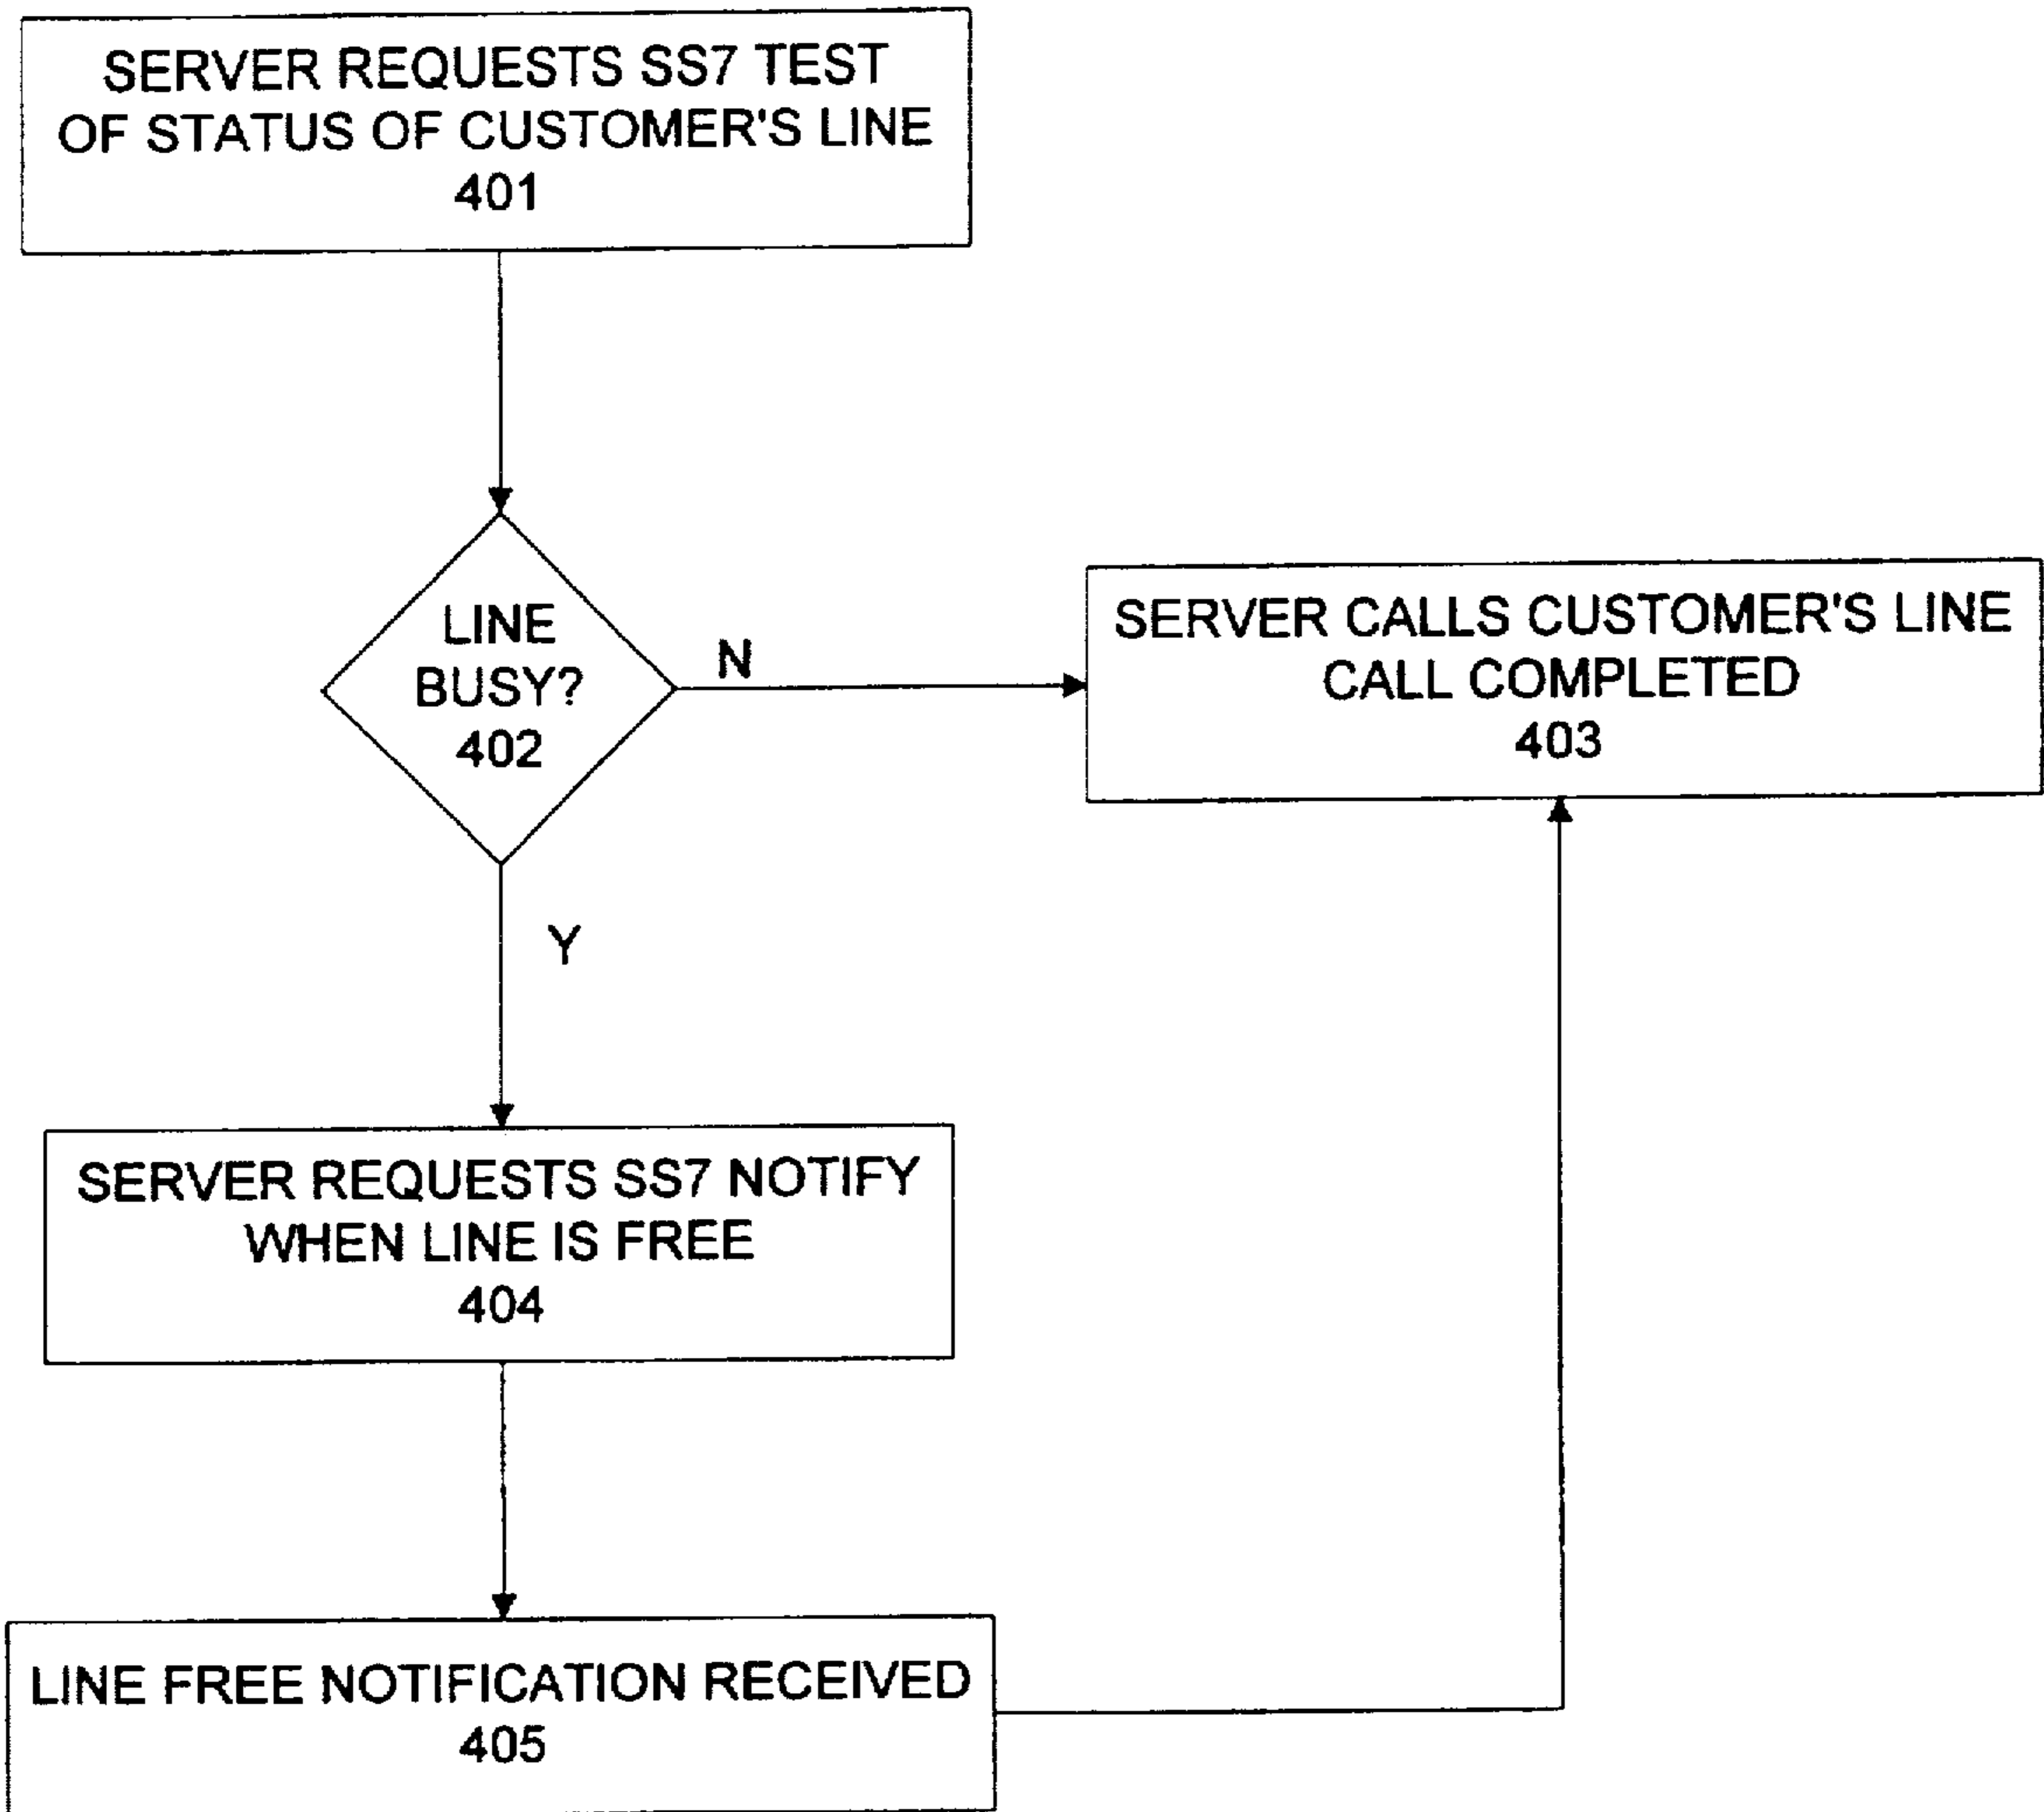 SERVER REQUESTS SS7 TEST
OF STATUS OF CUSTOMER'S LINE
401
LINE
BUSY?
402
N
SERVER CALLS CUSTOMER'S LINE
CALL COMPLETED
403
Y
SERVER REQUESTS SS7 NOTIFY
WHEN LINE IS FREE
404
LINE FREE NOTIFICATION RECEIVED
405